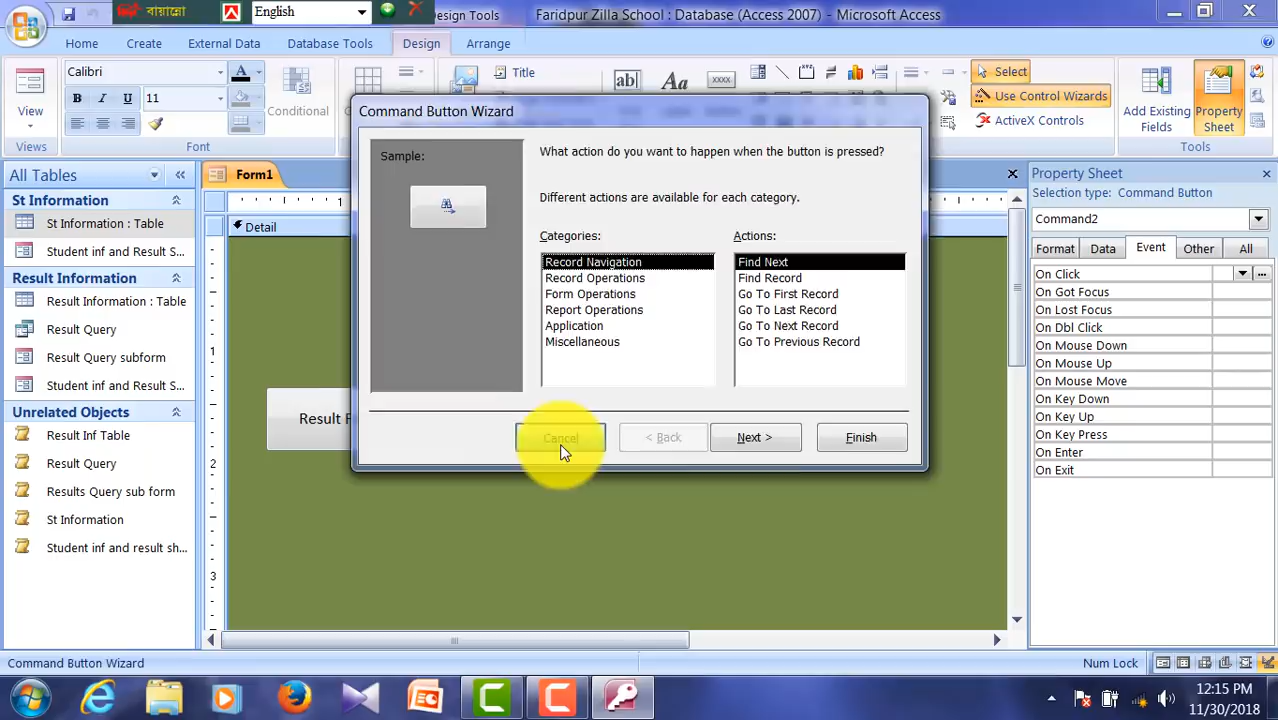 বায়ান্নো
English
Design Tools
Faridpur Zilla School : Database (Access 2007) - Microsoft Access
Home
Create
External Data
Database Tools
Design
Arrange
View
Views
Calibri
B I U
11
A
Conditional
Font
Title
ab|
Aa
xxxx
Select
Use Control Wizards
ActiveX Controls
Add Existing
Fields
Property
Sheet
Tools
All Tables
St Information
St Information : Table
Student inf and Result S...
Result Information
Result Information : Table
Result Query
Result Query subform
Student inf and Result S...
Unrelated Objects
Result Inf Table
Result Query
Results Query sub form
St Information
Student inf and result sh...
Form1
1
Detail
1
2
3
Result F
Command Button Wizard
Sample:
What action do you want to happen when the button is pressed?
Different actions are available for each category.
Categories:
Record Navigation
Record Operations
Form Operations
Report Operations
Application
Miscellaneous
Actions:
Find Next
Find Record
Go To First Record
Go To Last Record
Go To Next Record
Go To Previous Record
Cancel
< Back
Next >
Finish
Property Sheet
Selection type: Command Button
Command2
Format
Data
Event
Other
All
On Click
On Got Focus
On Lost Focus
On Dbl Click
On Mouse Down
On Mouse Up
On Mouse Move
On Key Down
On Key Up
On Key Press
On Enter
On Exit
Command Button Wizard
Num Lock
12:15 PM
11/30/2018